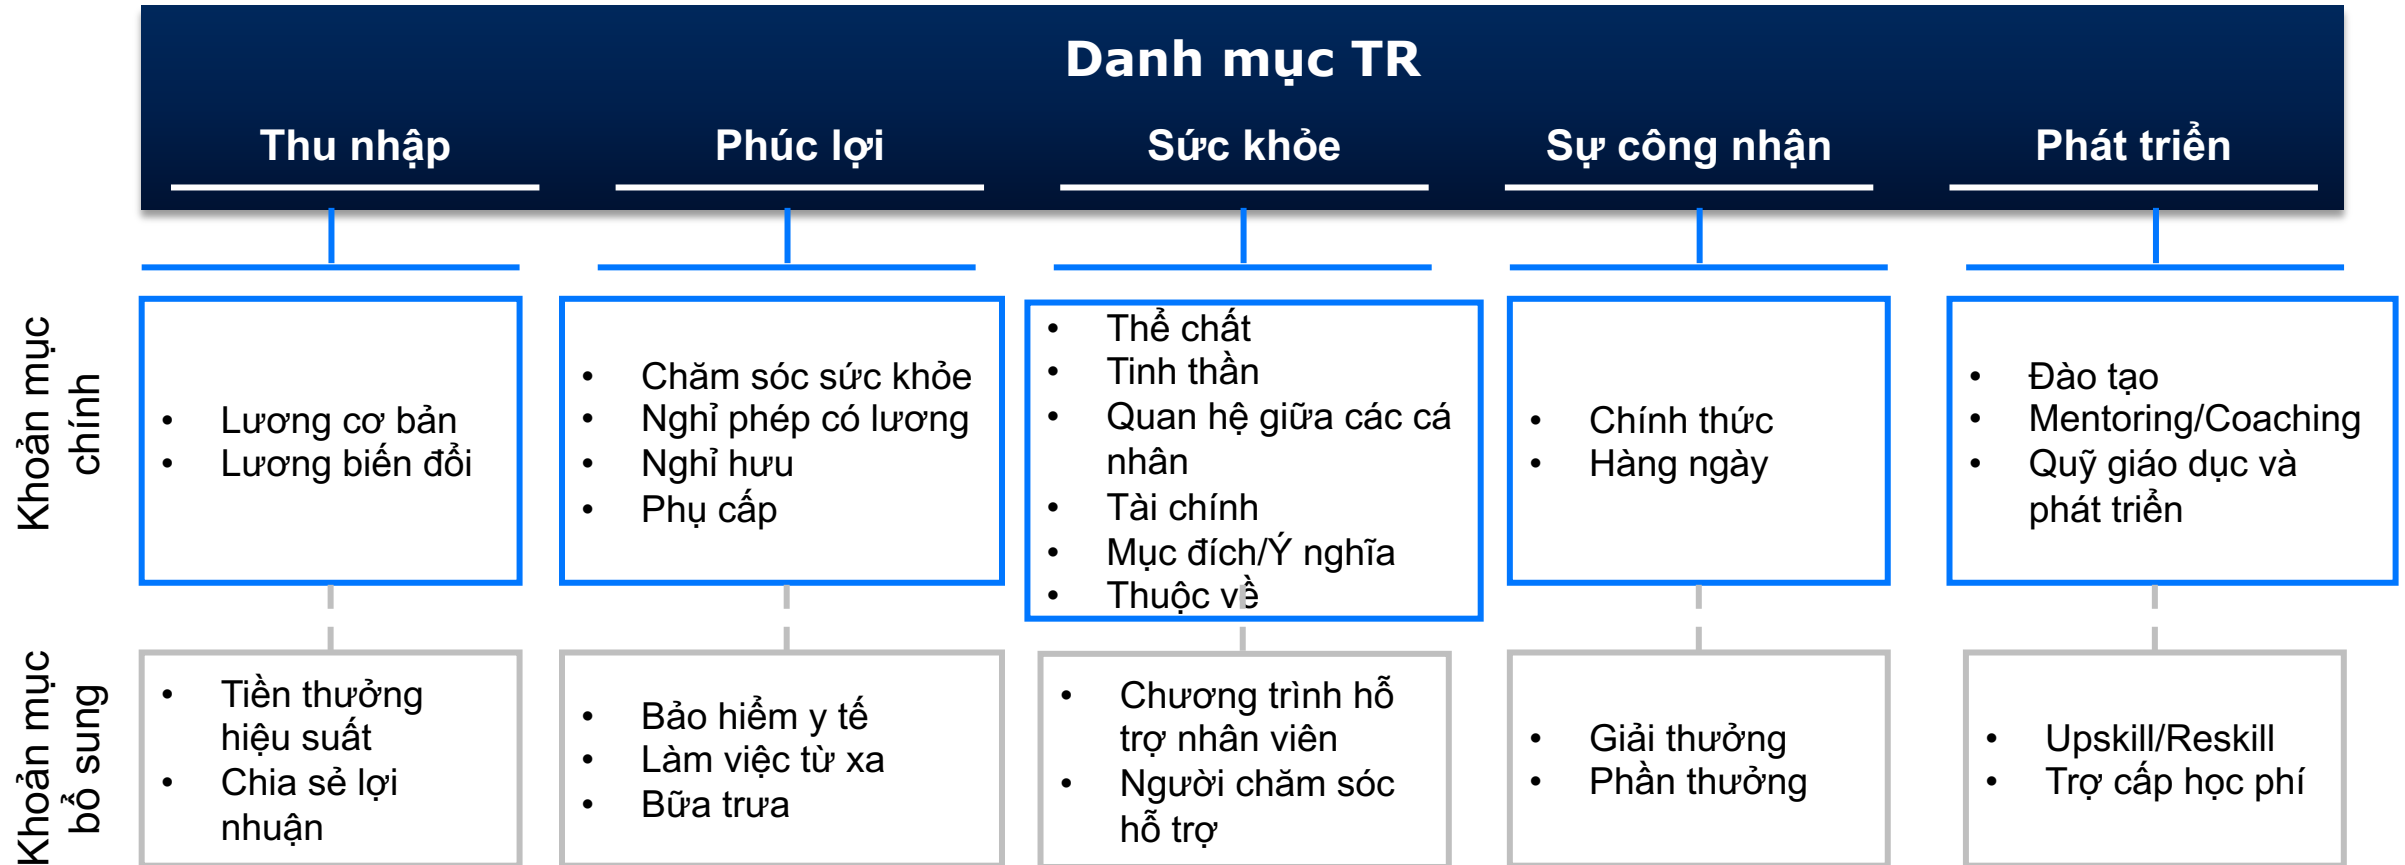 Danh mục TR
Thu nhập
Phúc lợi
Sức khỏe
Sự công nhận
Phát triển
Khoản mục
chính
• Lương cơ bản
• Lương biến đổi
• Chăm sóc sức khỏe
• Nghỉ phép có lương
• Nghỉ hưu
• Phụ cấp
• Thể chất
• Tinh thần
• Quan hệ giữa các cá
nhân
• Tài chính
• Mục đích/Ý nghĩa
• Thuộc về
• Chính thức
• Hàng ngày
• Đào tạo
• Mentoring/Coaching
• Quỹ giáo dục và
phát triển
Khoản mục
bổ sung
• Tiền thưởng
hiệu suất
• Chia sẻ lợi
nhuận
• Bảo hiểm y tế
• Làm việc từ xa
• Bữa trưa
• Chương trình hỗ
trợ nhân viên
• Người chăm sóc
hỗ trợ
• Giải thưởng
• Phần thưởng
• Upskill/Reskill
• Trợ cấp học phí